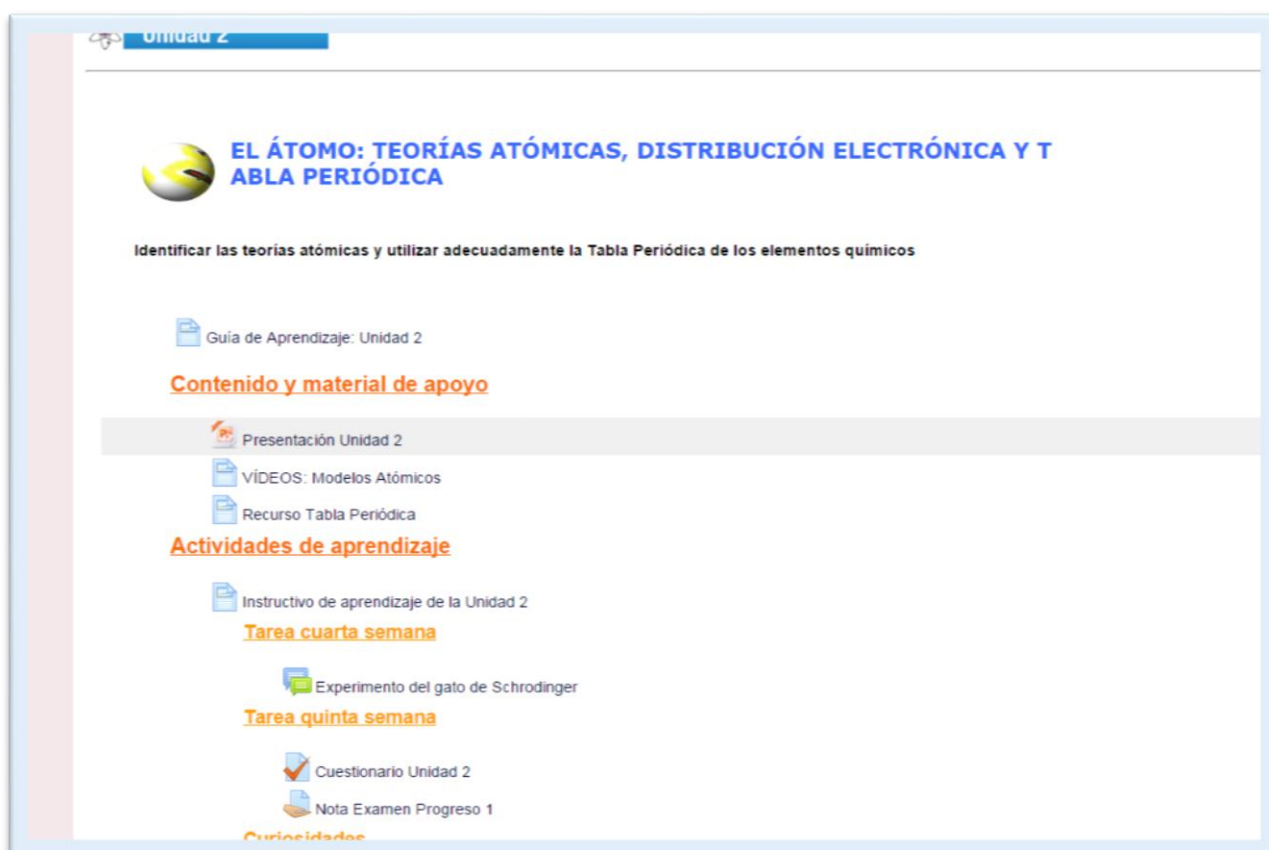 Unidad 2
EL ÁTOMO: TEORÍAS ATÓMICAS, DISTRIBUCIÓN ELECTRÓNICA Y T
ABLA PERIÓDICA
Identificar las teorías atómicas y utilizar adecuadamente la Tabla Periódica de los elementos químicos
Guía de Aprendizaje: Unidad 2
Contenido y material de apoyo
Presentación Unidad 2
VÍDEOS: Modelos Atómicos
Recurso Tabla Periódica
Actividades de aprendizaje
Instructivo de aprendizaje de la Unidad 2
Tarea cuarta semana
Experimento del gato de Schrodinger
Tarea quinta semana
Cuestionario Unidad 2
Nota Examen Progreso 1
Curiosidades